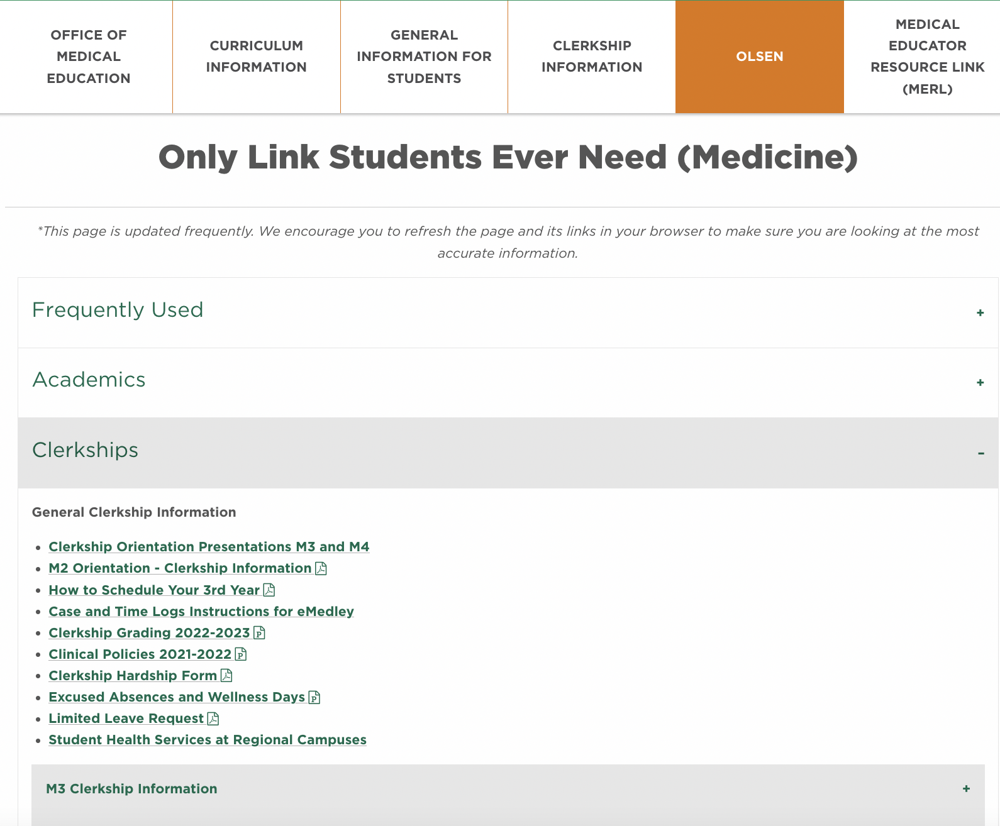 OFFICE OF
MEDICAL
EDUCATION
CURRICULUM
INFORMATION
GENERAL
INFORMATION FOR
STUDENTS
CLERKSHIP
INFORMATION
OLSEN
MEDICAL
EDUCATOR
RESOURCE LINK
(MERL)
Only Link Students Ever Need (Medicine)
*This page is updated frequently. We encourage you to refresh the page and its links in your browser to make sure you are looking at the most
accurate information.
Frequently Used +
Academics +
Clerkships -
General Clerkship Information
• Clerkship Orientation Presentations M3 and M4
• M2 Orientation - Clerkship Information
• How to Schedule Your 3rd Year
• Case and Time Logs Instructions for eMedley
• Clerkship Grading 2022-2023
• Clinical Policies 2021-2022
• Clerkship Hardship Form
• Excused Absences and Wellness Days
• Limited Leave Request
• Student Health Services at Regional Campuses
M3 Clerkship Information +